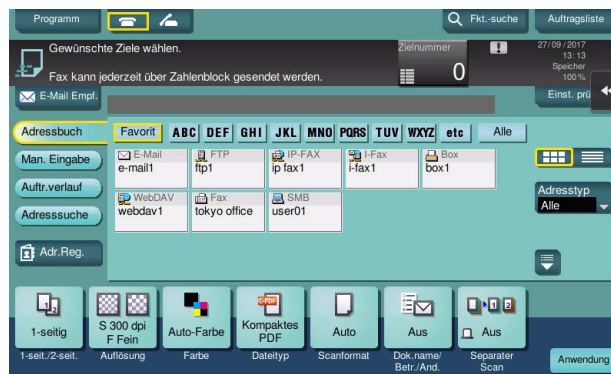 Programm
Fkt.-suche
Auftragsliste
Gewünschte Ziele wählen.
Fax kann jederzeit über Zahlenblock gesendet werden.
Zielnummer
0
27/09/2017
13:13
Speicher
100 %
E-Mail Empf.
Einst. prü
Adressbuch
Favorit ABC DEF GHI JKL MNO PQRS TUV WXYZ etc Alle
Man. Eingabe
Auftr.verlauf
Adresssuche
Adr.Reg.
E-Mail
e-mail1
FTP
ftp1
IP-FAX
ip fax1
I-Fax
i-fax1
Box
box1
WebDAV
webdav1
Fax
tokyo office
SMB
user01
Adresstyp
Alle
1-seitig
1-seit./2-seit.
S 300 dpi
F Fein
Auflösung
Auto-Farbe
Farbe
C-PDF
Kompaktes
PDF
Dateityp
Auto
Scanformat
Aus
Dok.name/
Betr./And.
Aus
Separater
Scan
Anwendung